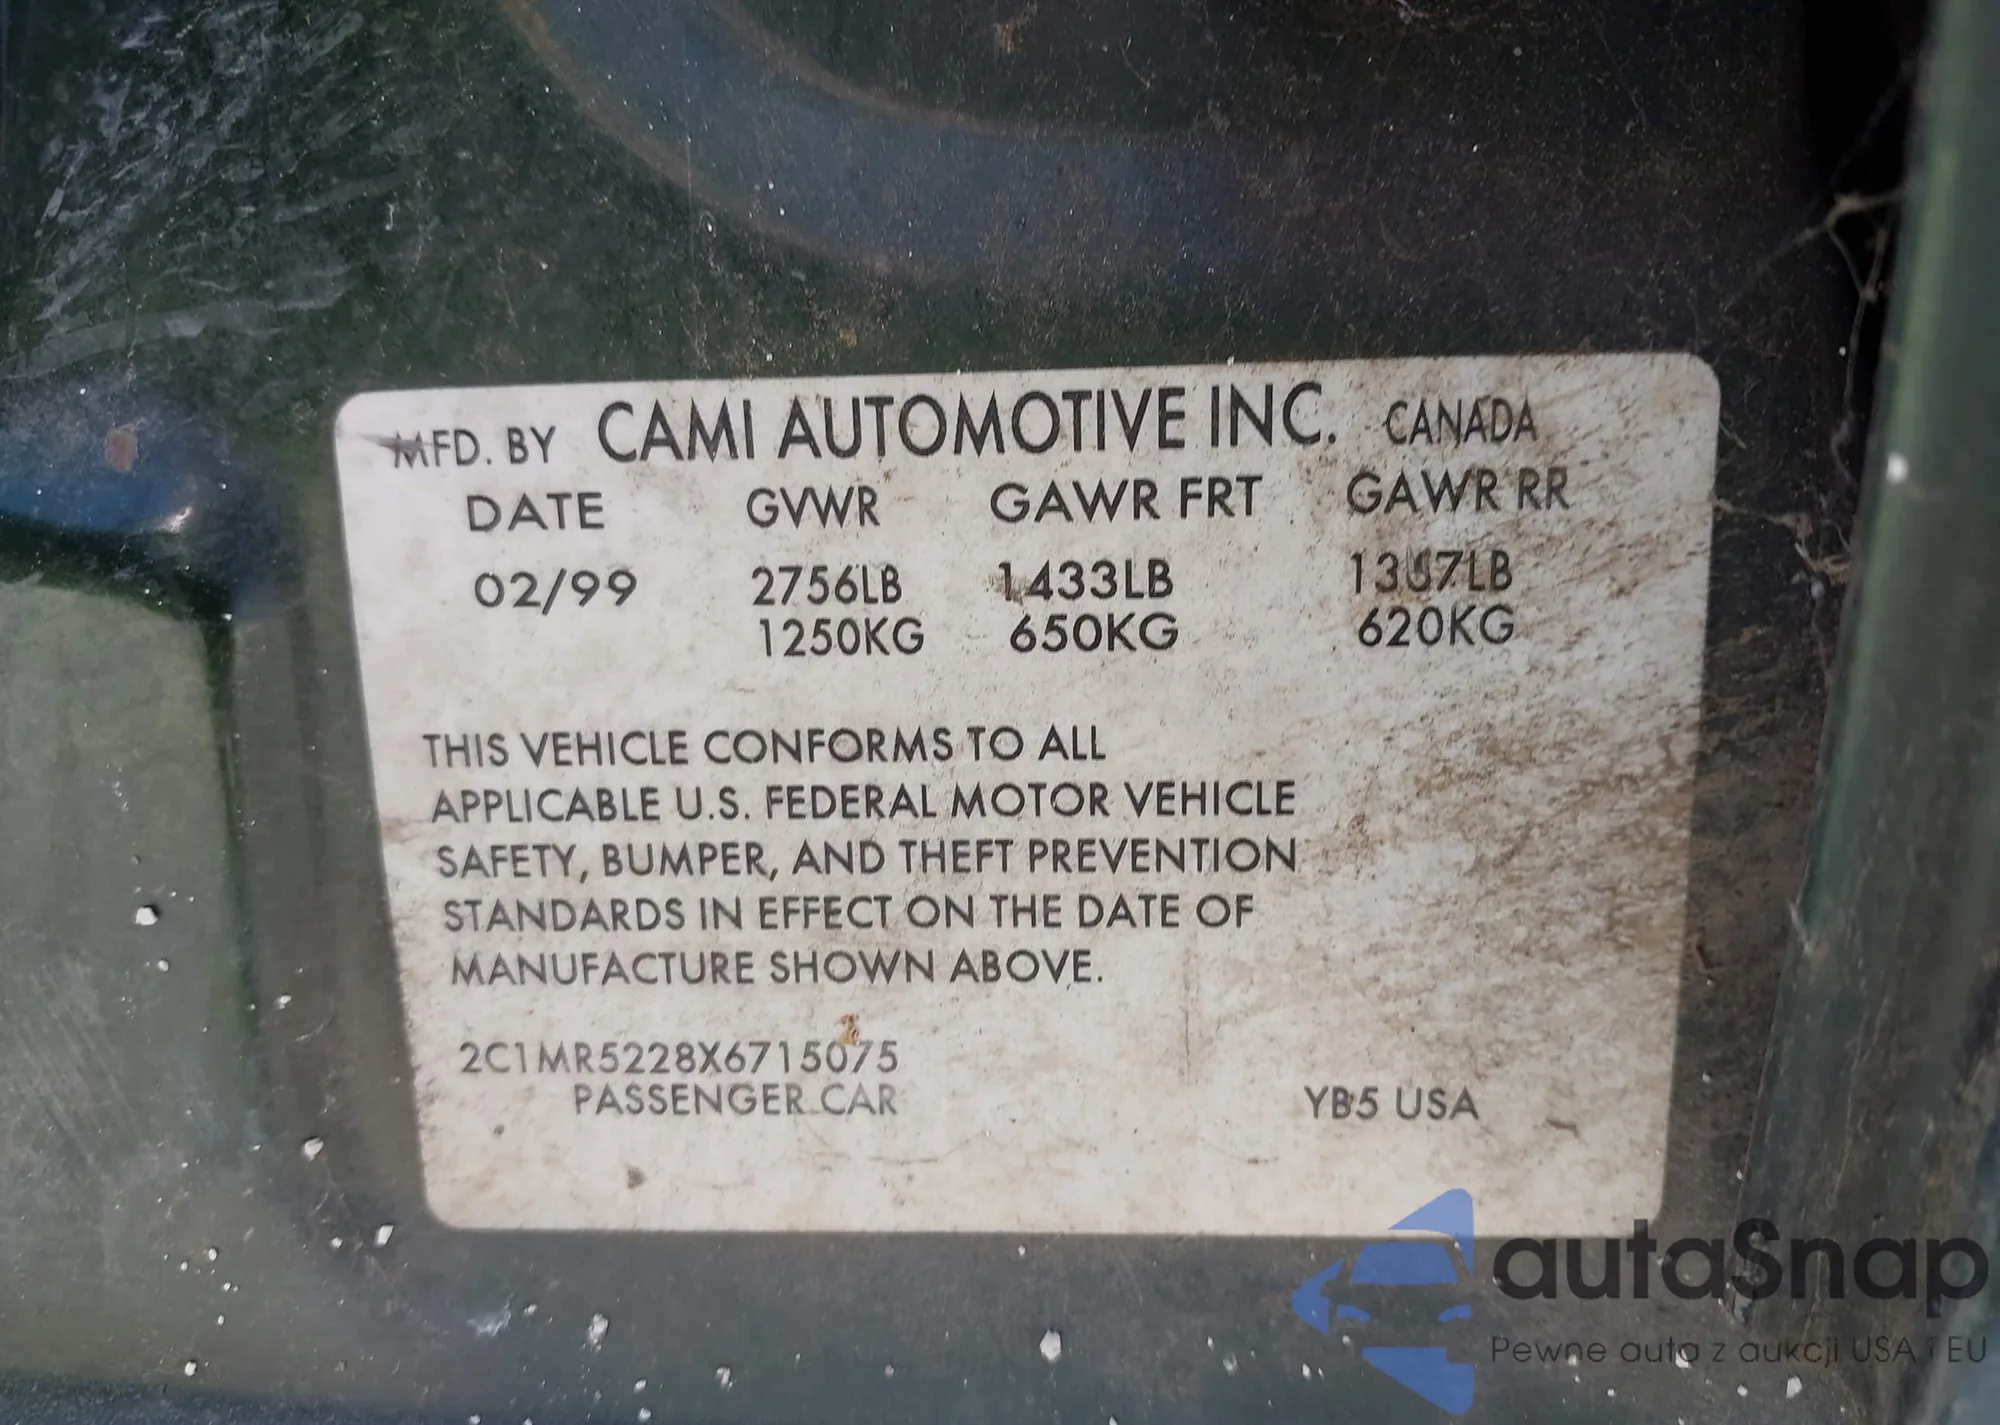 MFD. BY CAMI AUTOMOTIVE INC. CANADA
DATE GVWR GAWR FRT GAWR RR
02/99 2756LB 1433LB 1367LB
1250KG 650KG 620KG
THIS VEHICLE CONFORMS TO ALL
APPLICABLE U.S. FEDERAL MOTOR VEHICLE
SAFETY, BUMPER, AND THEFT PREVENTION
STANDARDS IN EFFECT ON THE DATE OF
MANUFACTURE SHOWN ABOVE.
2C1MR5228X6715075
PASSENGER CAR YB5 USA
autaSnap
Pewne auta z aukcji USA i EU